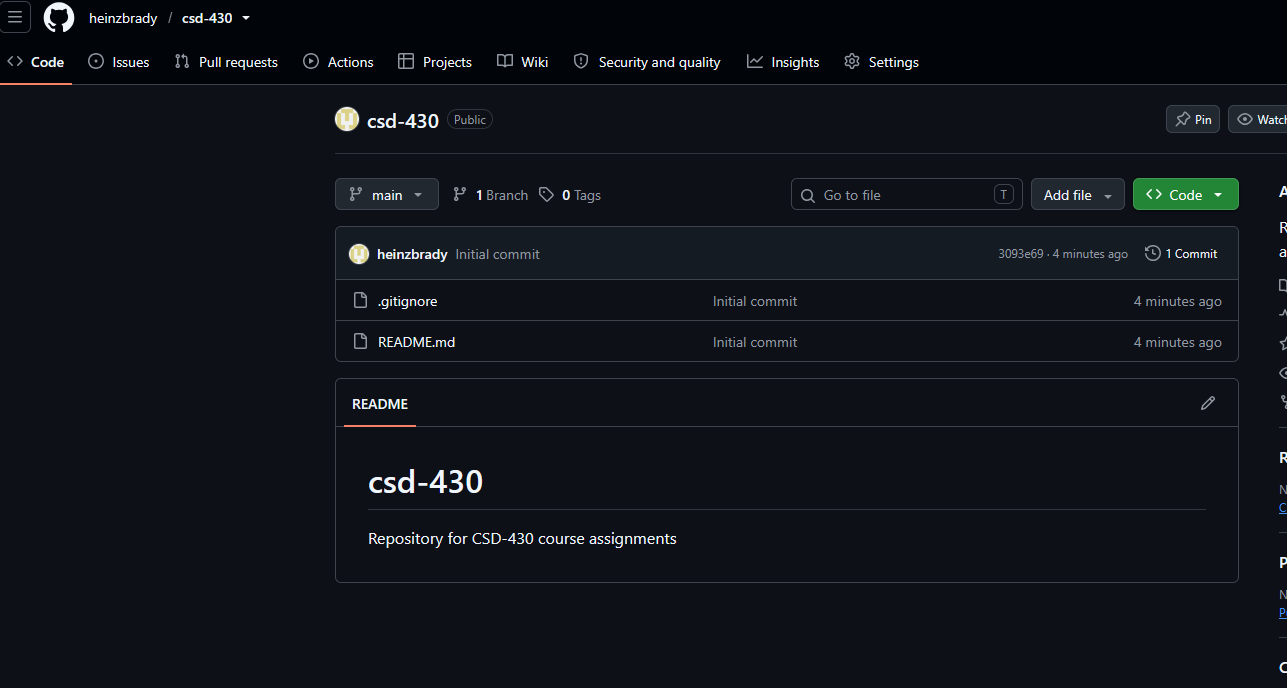 heinzbrady / csd-430
Code Issues Pull requests Actions Projects Wiki Security and quality Insights Settings
csd-430 Public Pin Watch
main 1 Branch 0 Tags Go to file T Add file Code
heinzbrady Initial commit 3093e69 · 4 minutes ago 1 Commit
.gitignore Initial commit 4 minutes ago
README.md Initial commit 4 minutes ago
README
csd-430
Repository for CSD-430 course assignments